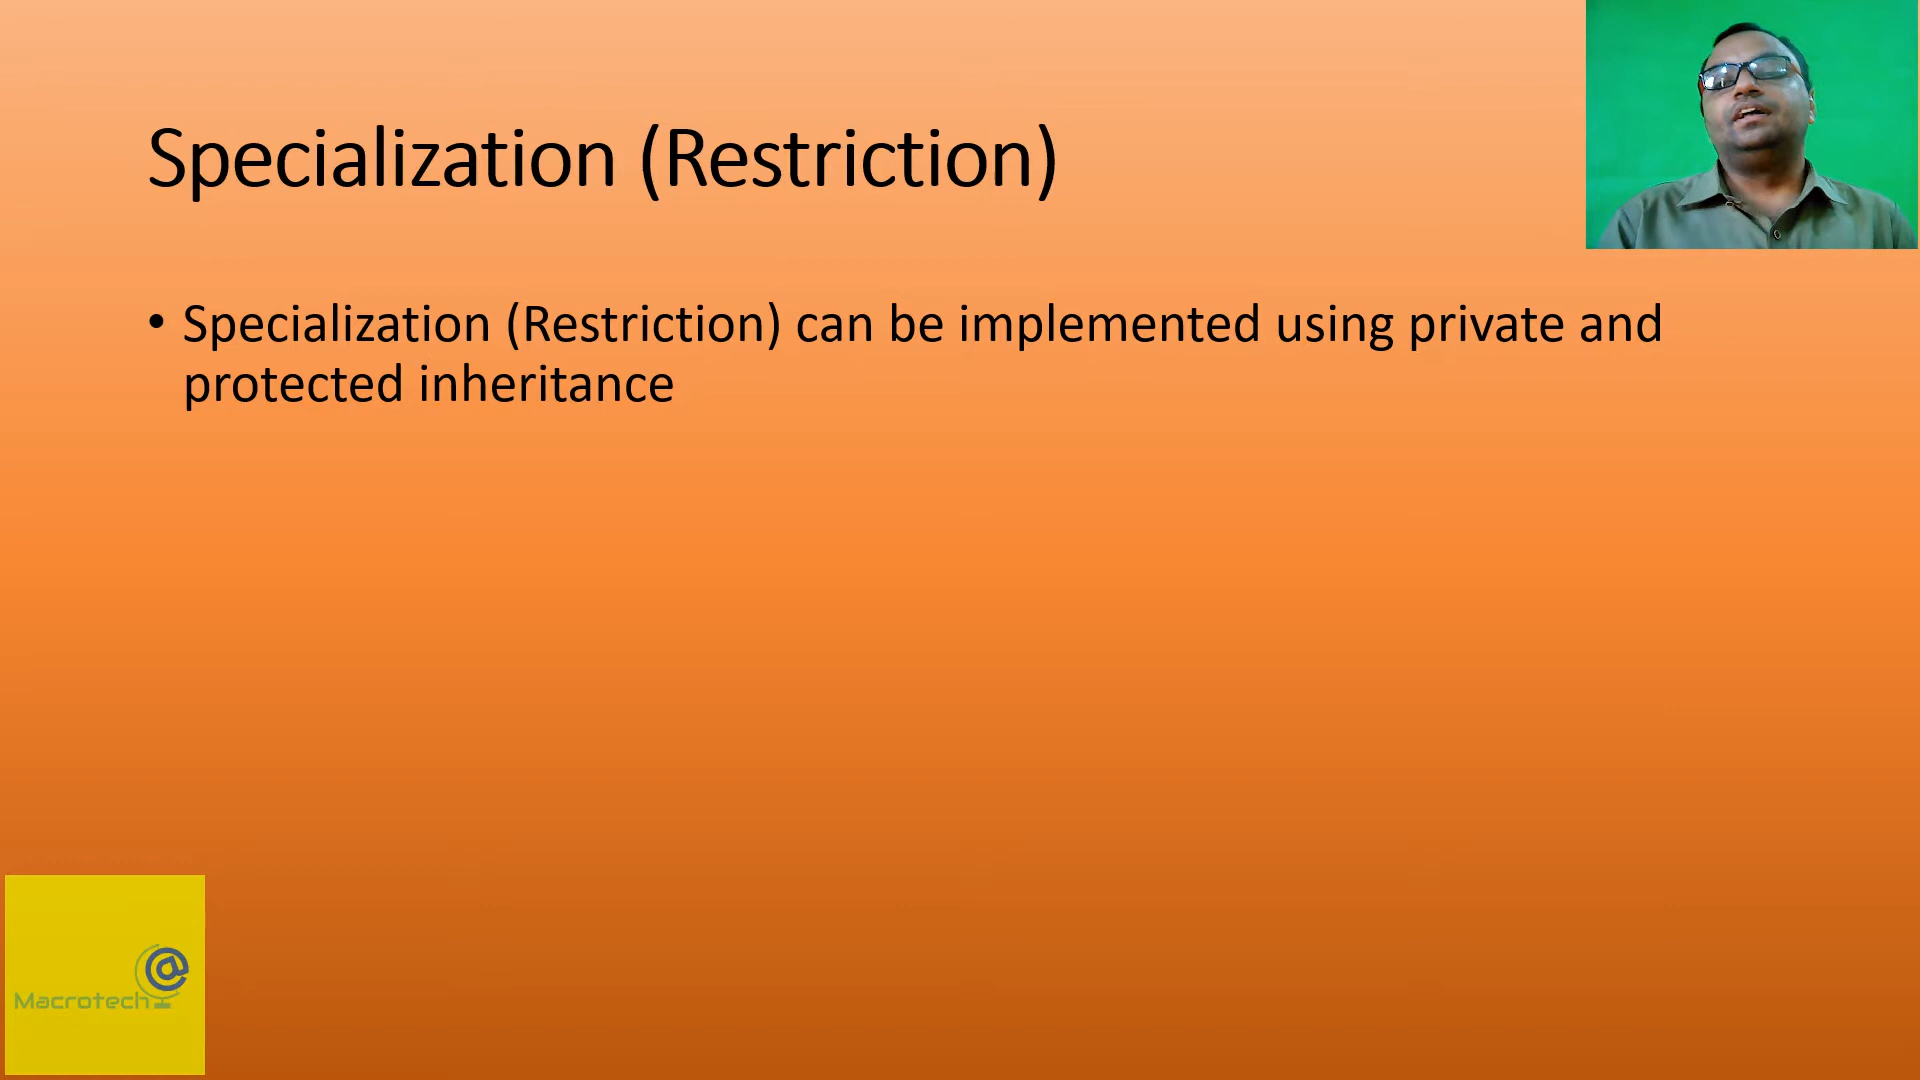 Specialization (Restriction)
• Specialization (Restriction) can be implemented using private and
protected inheritance
@
Macrotech